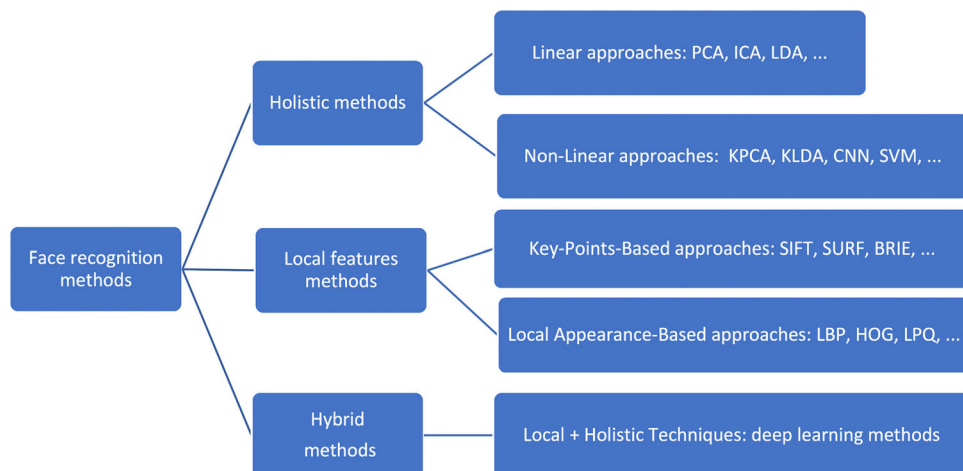 Face recognition
methods
Holistic methods
Linear approaches: PCA, ICA, LDA, ...
Non-Linear approaches:  KPCA, KLDA, CNN, SVM, ...
Local features
methods
Key-Points-Based approaches: SIFT, SURF, BRIE, ...
Local Appearance-Based approaches: LBP, HOG, LPQ, ...
Hybrid
methods
Local + Holistic Techniques: deep learning methods